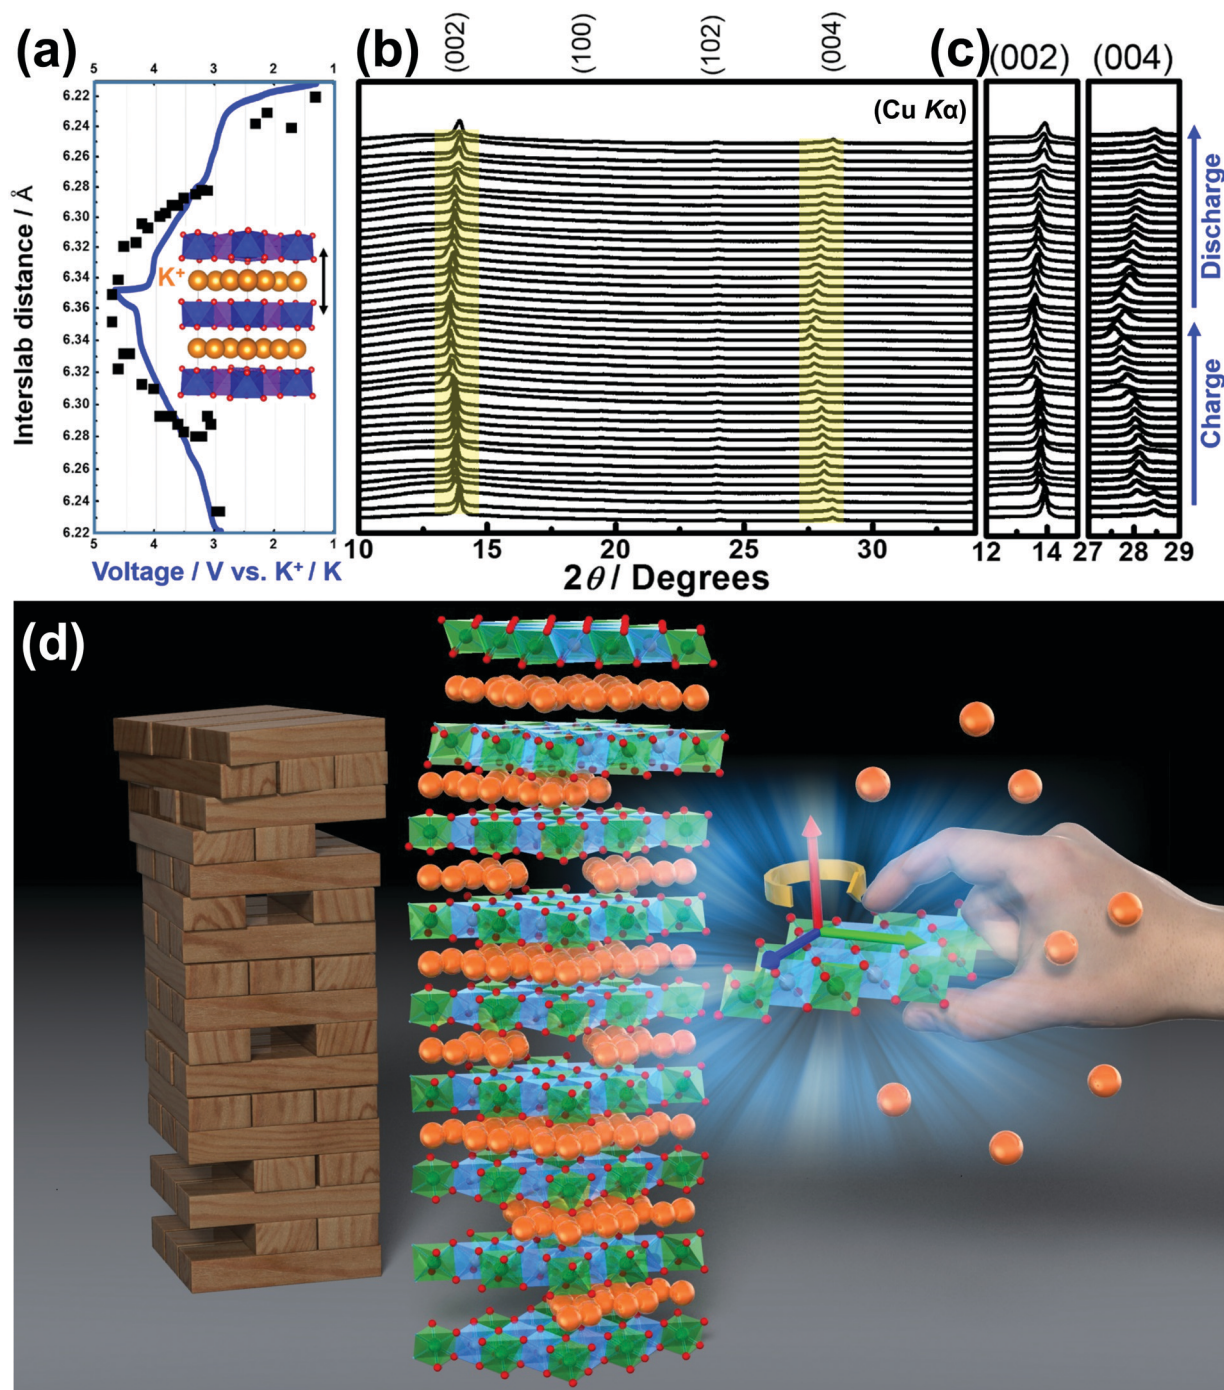 (a)
5 4 3 2 1
6.22
6.24
6.26
6.28
6.30
6.32
6.34
6.36
6.34
6.32
6.30
6.28
6.26
6.24
6.22
5 4 3 2 1
Interslab distance / Å
Voltage / V vs. K⁺ / K
K⁺
(b)
(002) (100) (102) (004)
(Cu Kα)
10 15 20 25 30
2θ / Degrees
(c)
(002) (004)
12 14 27 28 29
Discharge
Charge
(d)